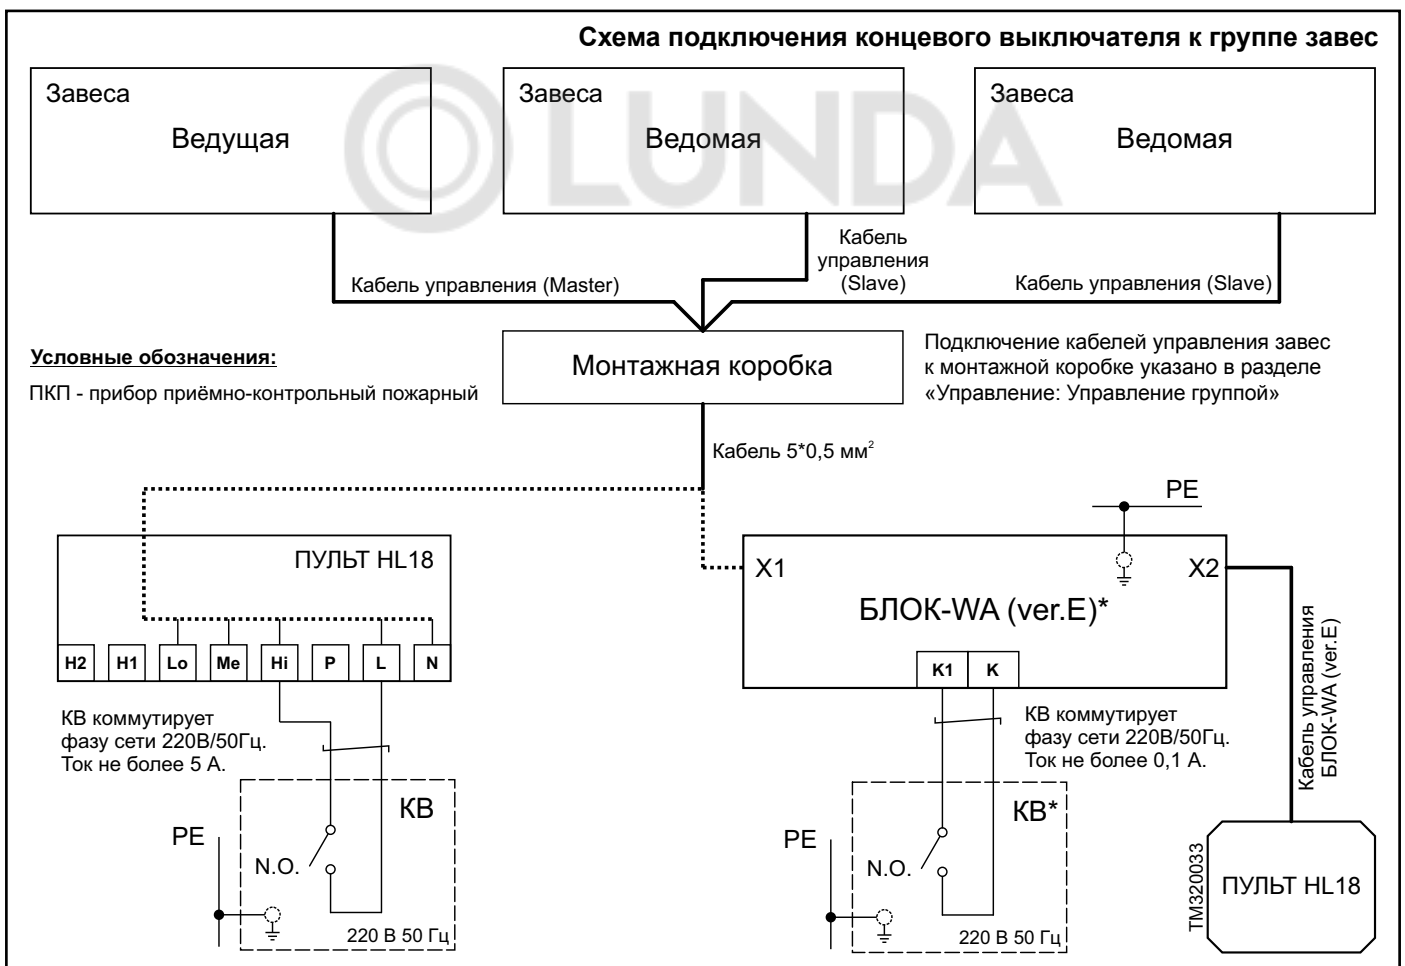 Схема подключения концевого выключателя к группе завес
Завеса
Ведущая
Завеса
Ведомая
Завеса
Ведомая
LUNDA
Кабель управления (Master)
Кабель
управления
(Slave)
Кабель управления (Slave)
Условные обозначения:
ПКП - прибор приёмно-контрольный пожарный
Монтажная коробка
Подключение кабелей управления завес
к монтажной коробке указано в разделе
«Управление: Управление группой»
Кабель 5*0,5 мм²
ПУЛЬТ HL18
H2 H1 Lo Me Hi P L N
КВ коммутирует
фазу сети 220В/50Гц.
Ток не более 5 А.
КВ
PE
N.O.
220 В 50 Гц
PE
X1
X2
БЛОК-WA (ver.E)*
K1 K
КВ коммутирует
фазу сети 220В/50Гц.
Ток не более 0,1 А.
КВ*
PE
N.O.
220 В 50 Гц
Кабель управления
БЛОК-WA (ver.E)
TM320033
ПУЛЬТ HL18